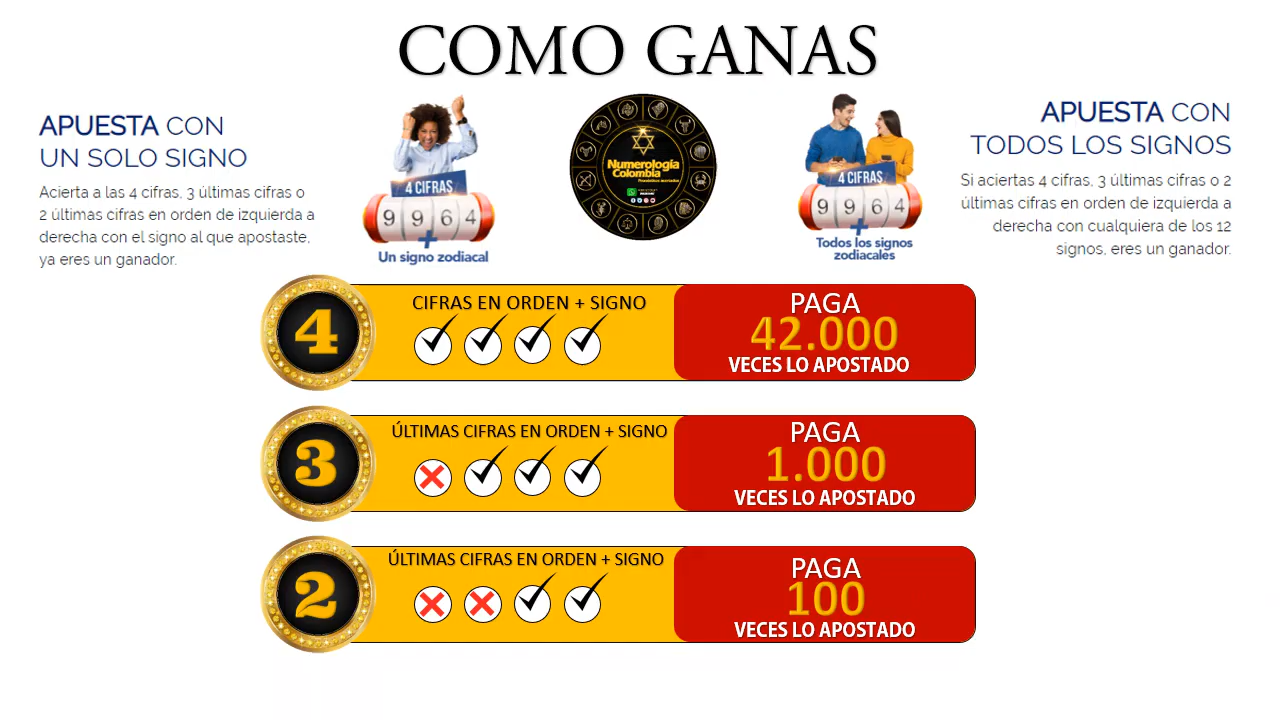 COMO GANAS
APUESTA CON
UN SOLO SIGNO
Acierta a las 4 cifras, 3 últimas cifras o
2 últimas cifras en orden de izquierda a
derecha con el signo al que apostaste,
ya eres un ganador.
4 CIFRAS
9 9 6 4
+
Un signo zodiacal
Numerología
Colombia
4 CIFRAS
9 9 6 4
+
Todos los signos
zodiacales
APUESTA CON
TODOS LOS SIGNOS
Si aciertas 4 cifras, 3 últimas cifras o 2
últimas cifras en orden de izquierda a
derecha con cualquiera de los 12
signos, eres un ganador.
4
CIFRAS EN ORDEN + SIGNO
PAGA
42.000
VECES LO APOSTADO
3
ÚLTIMAS CIFRAS EN ORDEN + SIGNO
PAGA
1.000
VECES LO APOSTADO
2
ÚLTIMAS CIFRAS EN ORDEN + SIGNO
PAGA
100
VECES LO APOSTADO